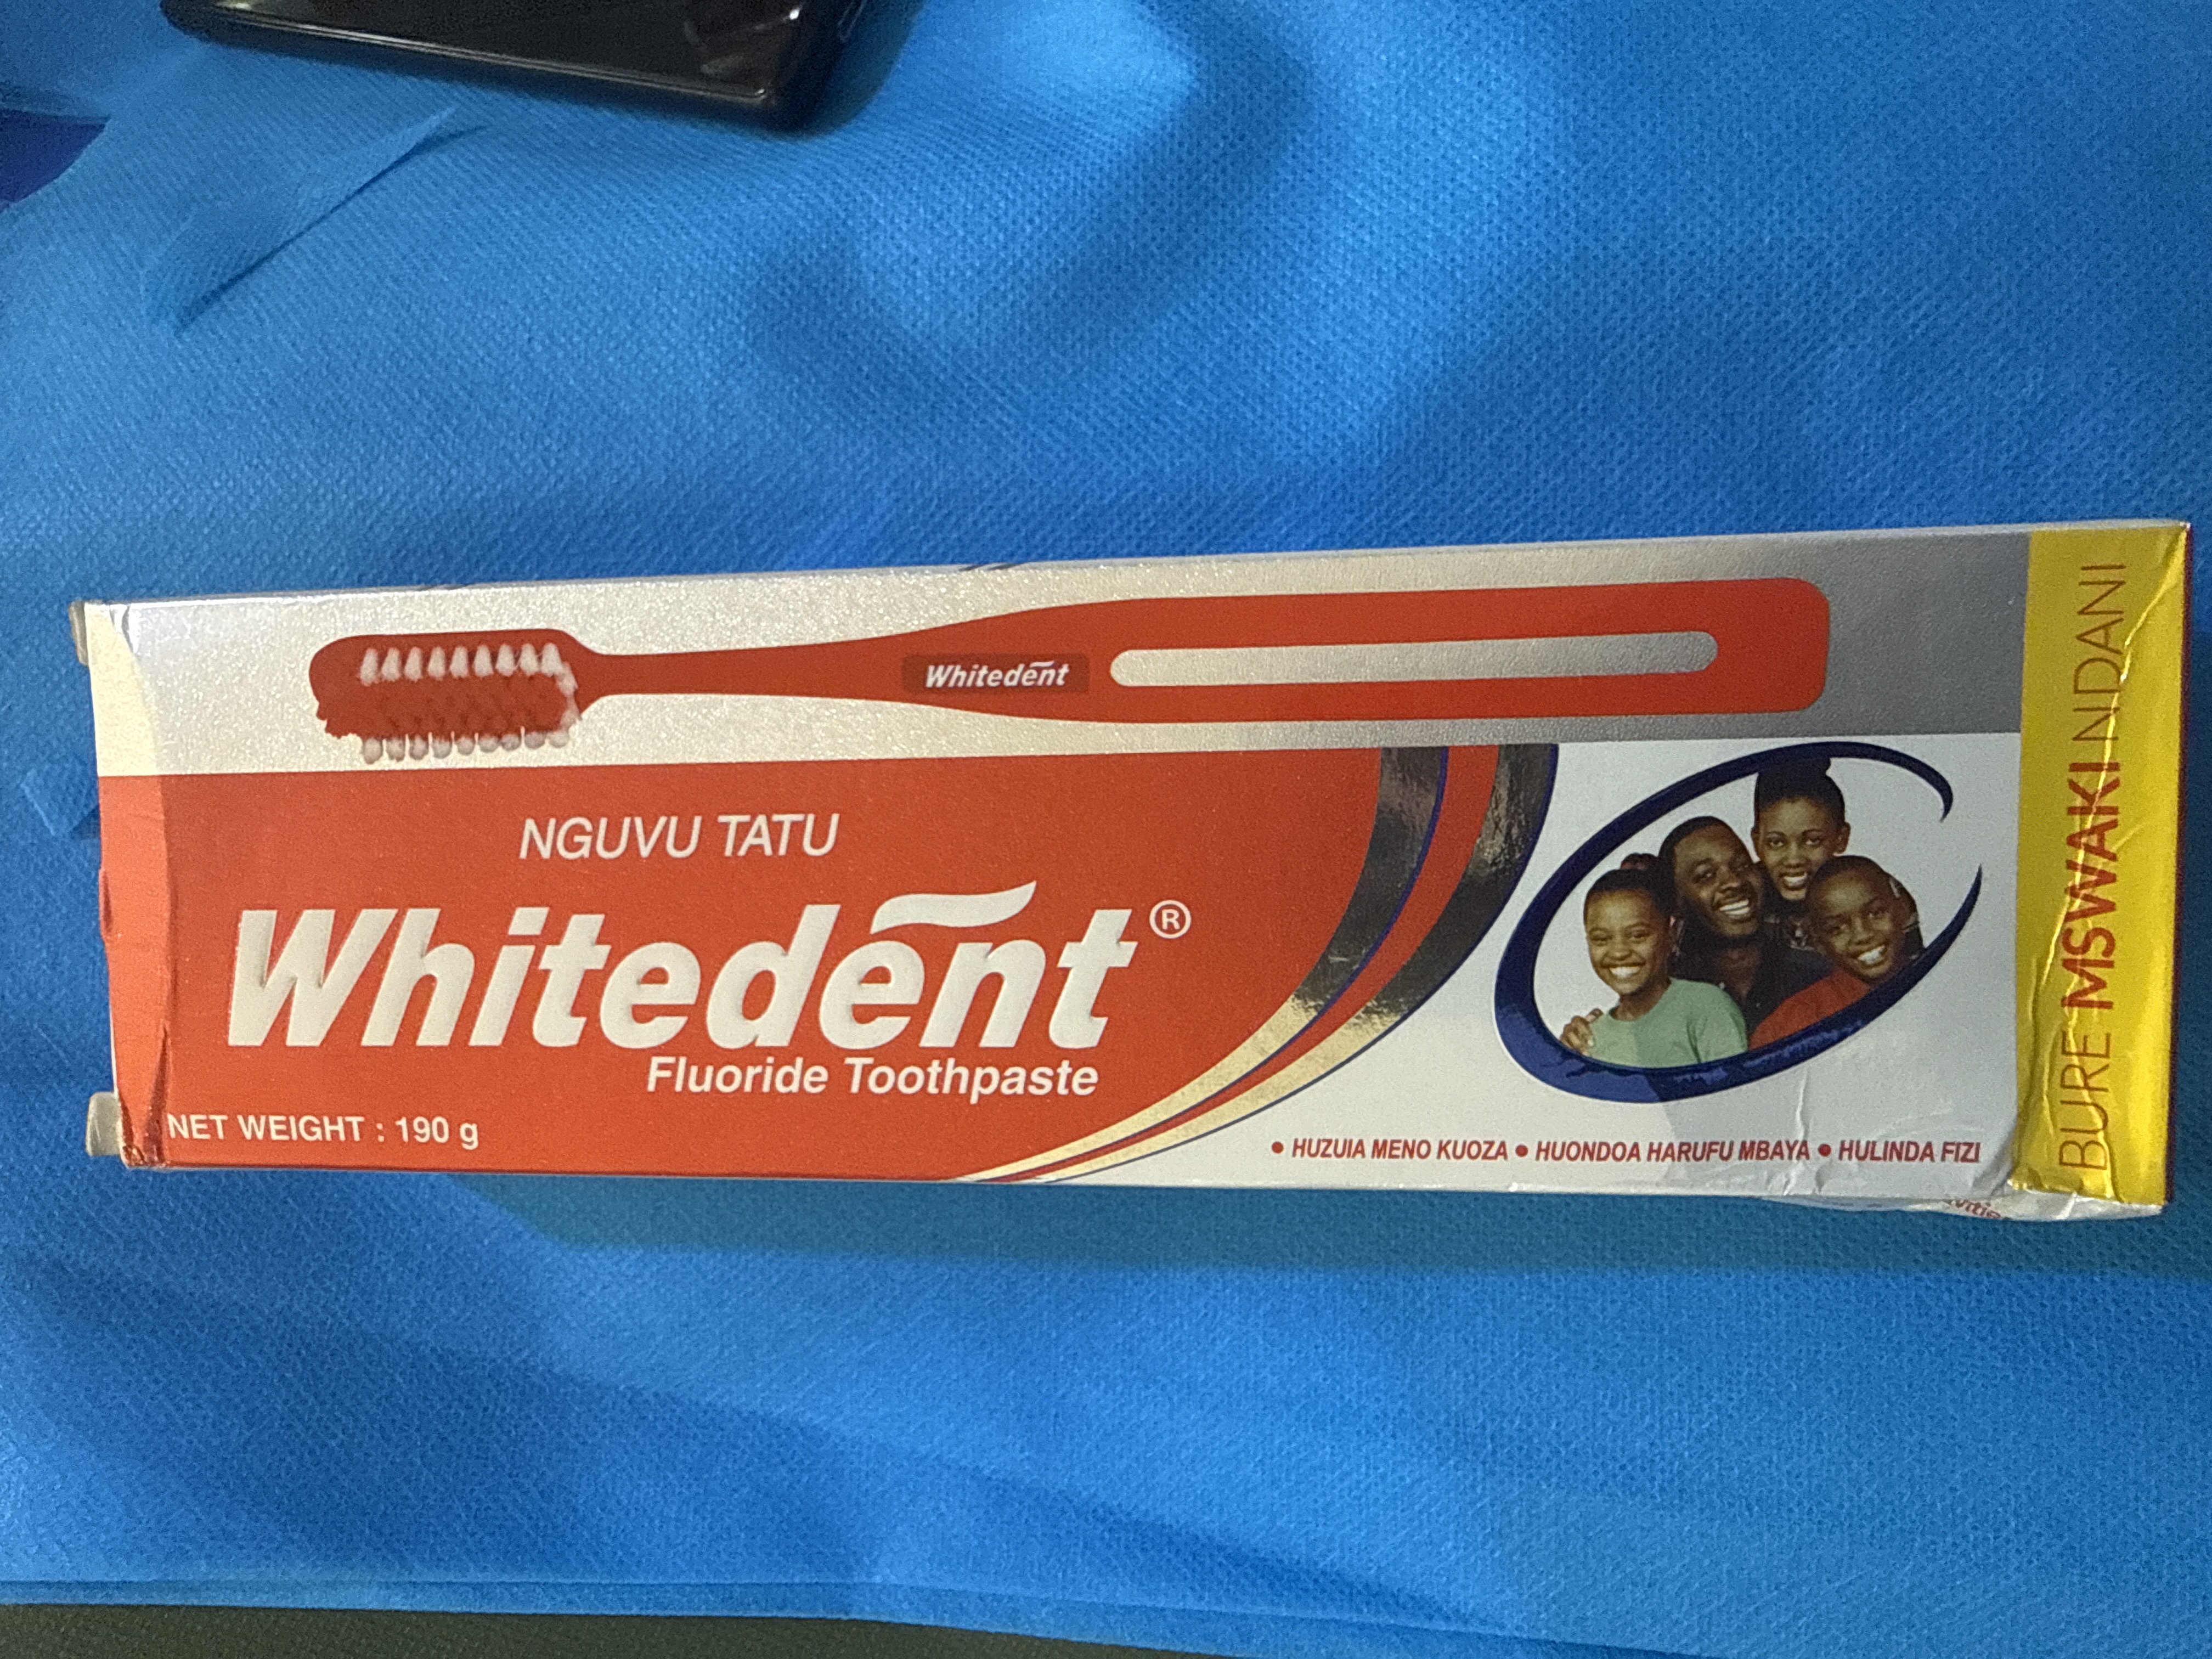 Whitedent
NGUVU TATU
Whitedent®
Fluoride Toothpaste
NET WEIGHT : 190 g
• HUZUIA MENO KUOZA • HUONDOA HARUFU MBAYA • HULINDA FIZI
BURE MSWAKI NDANI